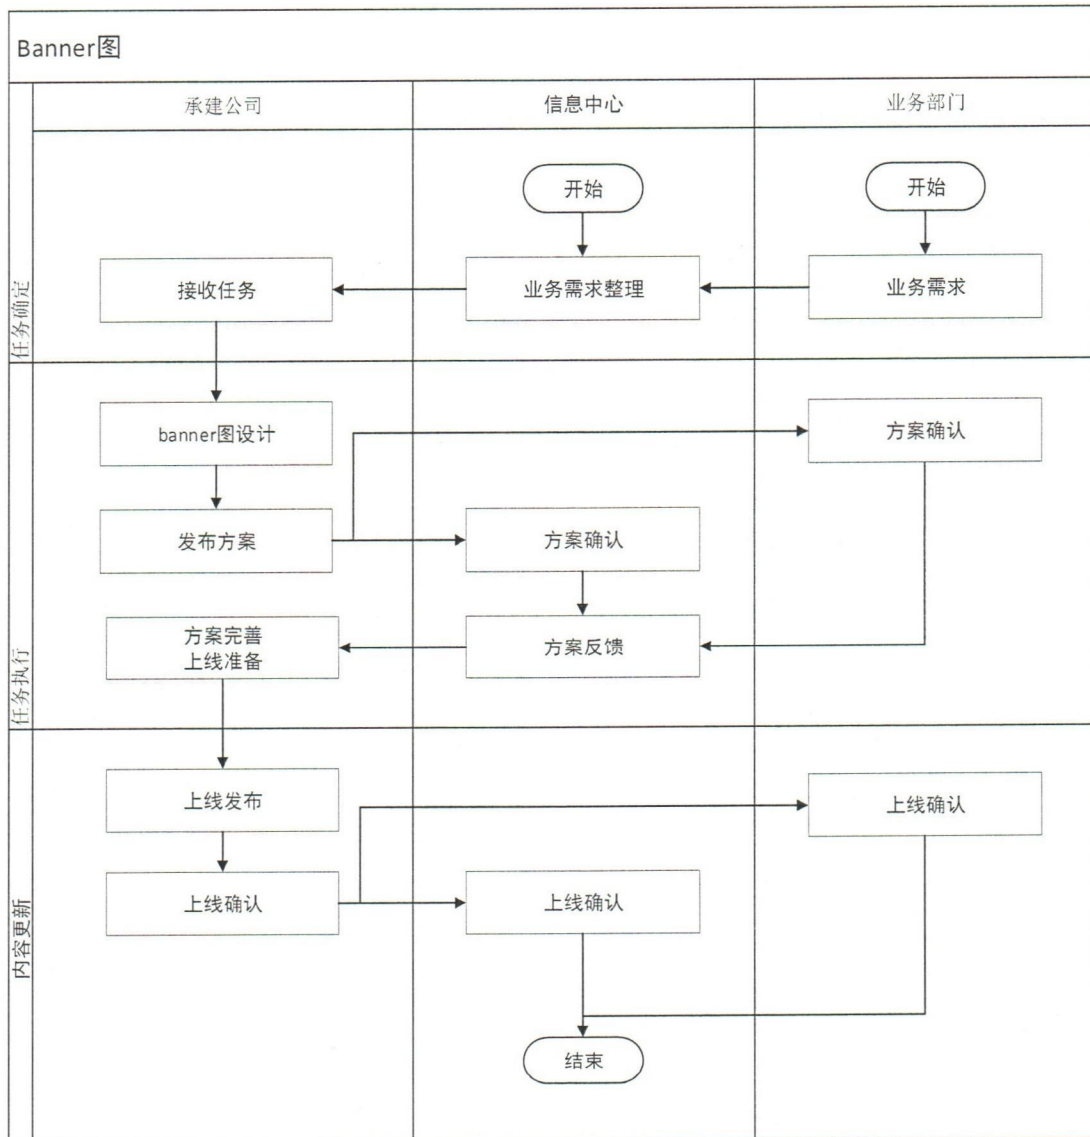 Banner图
承建公司
信息中心
业务部门
任务确定
开始
开始
接收任务
业务需求整理
业务需求
任务执行
banner图设计
方案确认
发布方案
方案确认
方案完善
上线准备
方案反馈
内容更新
上线发布
上线确认
上线确认
上线确认
结束